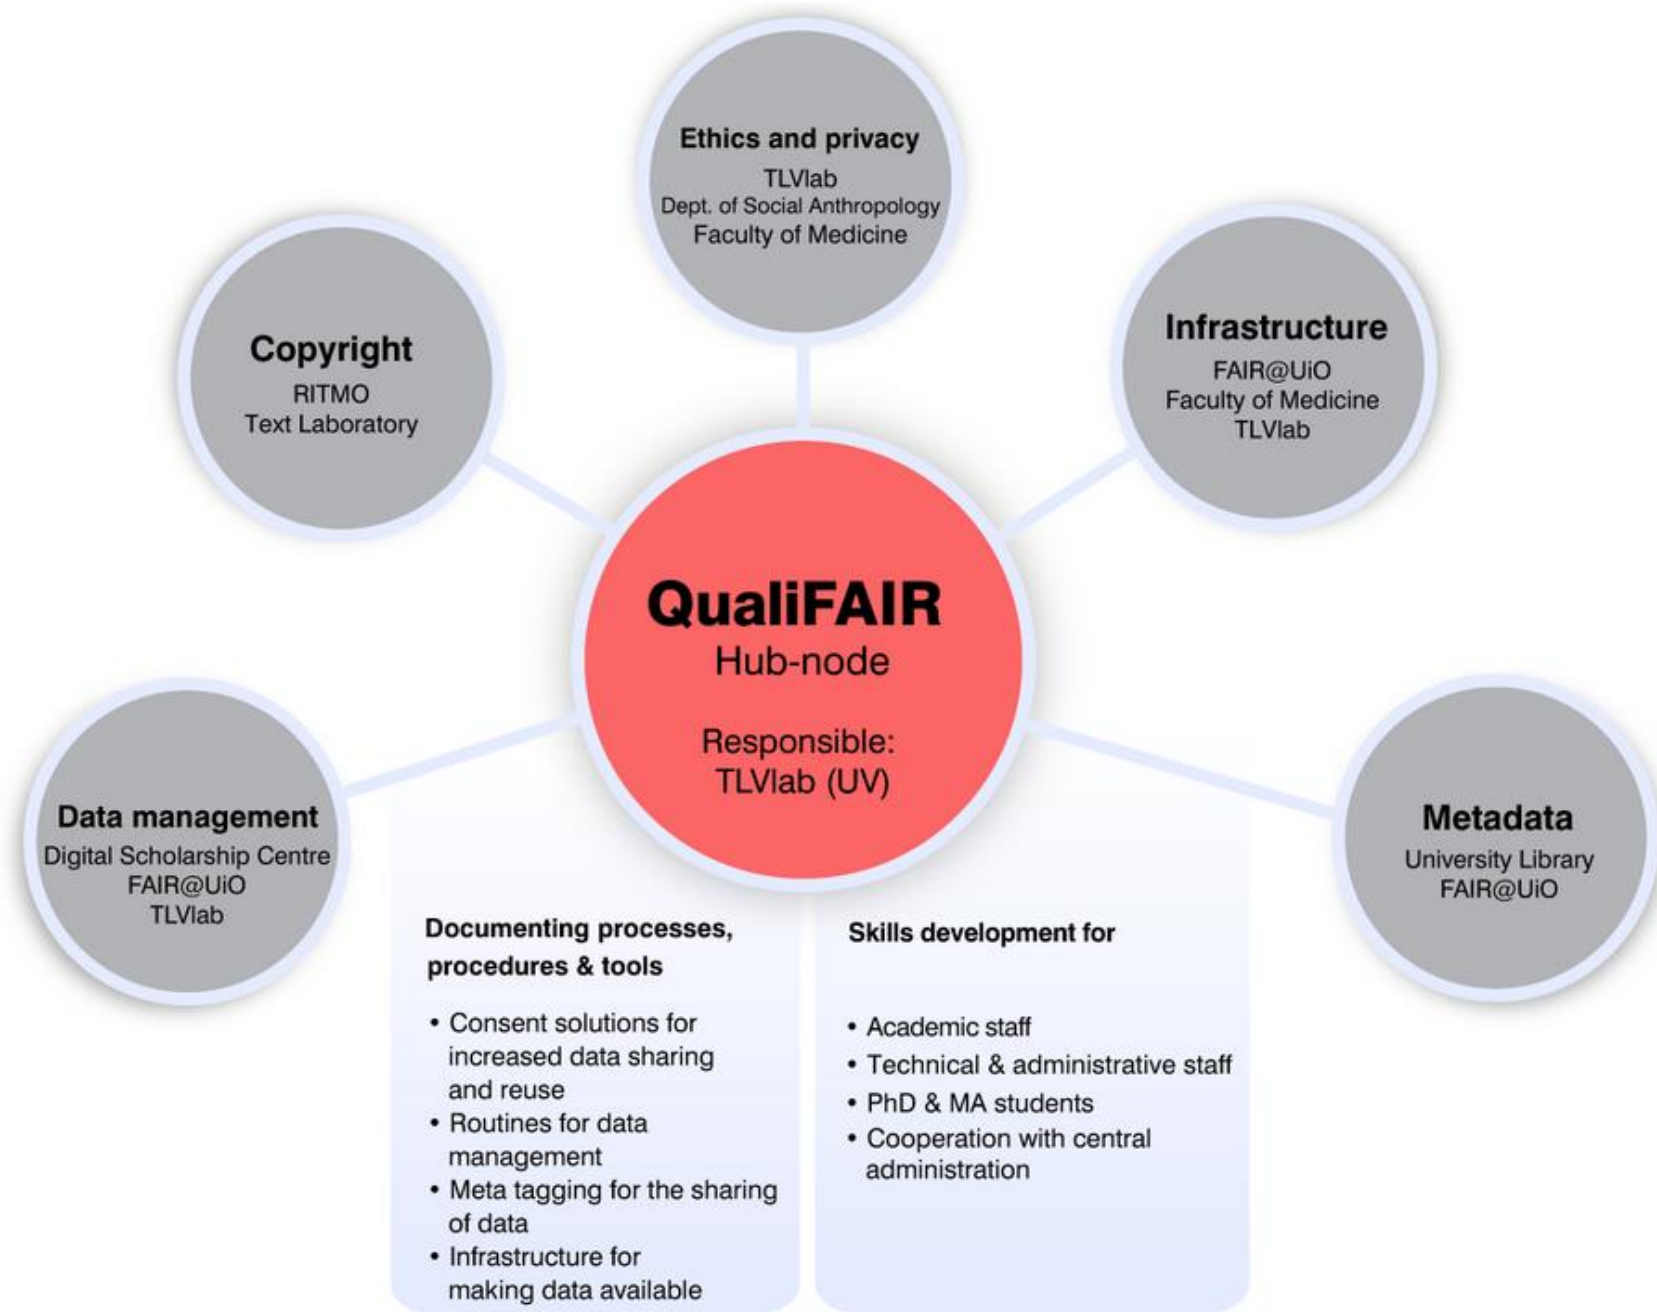 Ethics and privacy
TLVlab
Dept. of Social Anthropology
Faculty of Medicine
Copyright
RITMO
Text Laboratory
Infrastructure
FAIR@UiO
Faculty of Medicine
TLVlab
QualiFAIR
Hub-node
Responsible:
TLVlab (UV)
Data management
Digital Scholarship Centre
FAIR@UiO
TLVlab
Metadata
University Library
FAIR@UiO
Documenting processes,
procedures & tools
• Consent solutions for
increased data sharing
and reuse
• Routines for data
management
• Meta tagging for the sharing
of data
• Infrastructure for
making data available
Skills development for
• Academic staff
• Technical & administrative staff
• PhD & MA students
• Cooperation with central
administration